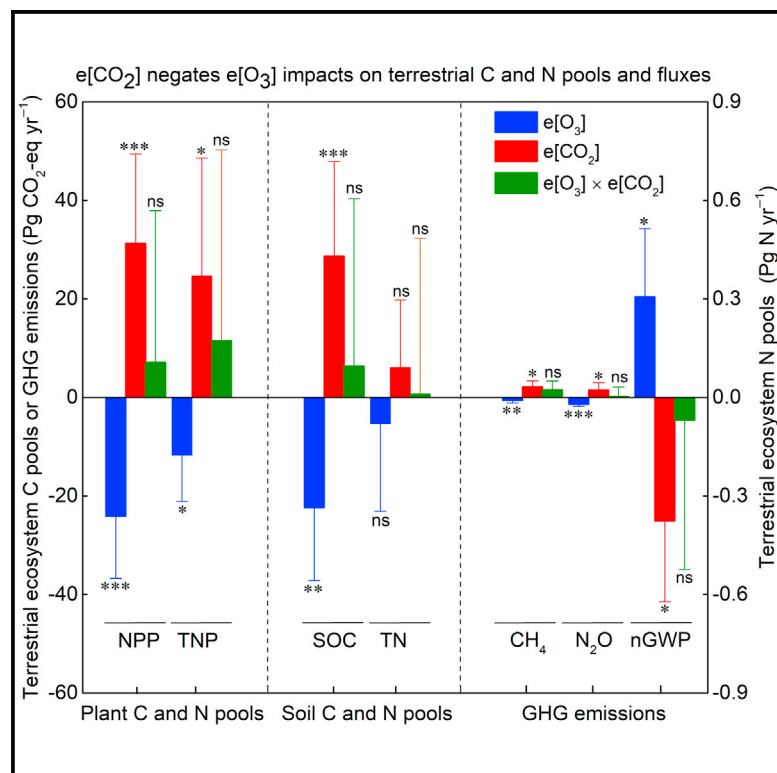 e[CO₂] negates e[O₃] impacts on terrestrial C and N pools and fluxes
Terrestrial ecosystem C pools or GHG emissions (Pg CO₂-eq yr⁻¹)
60
40
20
0
-20
-40
-60
0.9
0.6
0.3
0.0
-0.3
-0.6
-0.9
Terrestrial ecosystem N pools (Pg N yr⁻¹)
e[O₃]
e[CO₂]
e[O₃] × e[CO₂]
***
***
ns
*
*
ns
**
***
ns
ns
ns
ns
**
*
ns
***
*
ns
*
*
ns
NPP TNP SOC TN CH₄ N₂O nGWP
Plant C and N pools Soil C and N pools GHG emissions